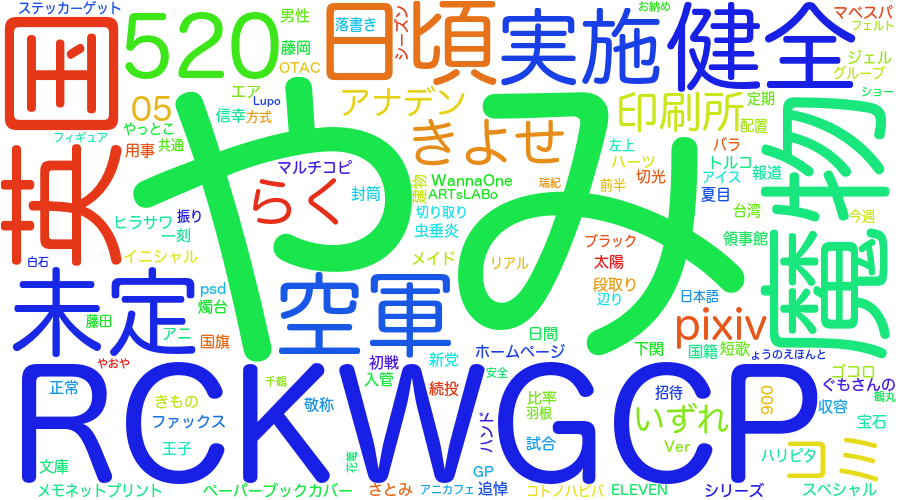 ステッカーゲット
英国
520
男性
藤岡
OTAC
落書き
シーズン
日頃
実施
お納め
健全
マベスパ
フェルト
ジェル
グループ
ショー
05
エア
信幸
Lupo
方式
アナデン
印刷所
定期
配置
魔物
フィギュア
やっとこ
用事
共通
やみ
マルチコピ
きよせ
左上
ハーツ
バラ
トルコ
アイス
報道
らく
封筒
建物
WannaOne
ARTsLABo
瑞紀
前半
切光
夏目
台湾
今週
ヒラサワ
振り
一刻
切り取り
虫垂炎
ブラック
領事館
白石
イニシャル
メイド
リアル
太陽
段取り
辺り
日本語
未定
psd
燭台
空軍
pixiv
藤田
アニ
国旗
日間
下関
国籍
短歌
ょうのえほんと
やおや
初戦
新党
ホームページ
ゴコロ
RCKWGCP
正常
千鶴
入管
続投
安全
招待
900
ぐもさんの
鶴丸
きもの
敬称
比率
羽根
いずれ
収容
ファックス
ハンド
試合
Ver
宝石
コミ
王子
花篭
ハリピタ
文庫
GP
メモネットプリント
ペーパーブックカバー
さとみ
アニカフェ
追悼
コトノハビバ
ELEVEN
シリーズ
スペシャル